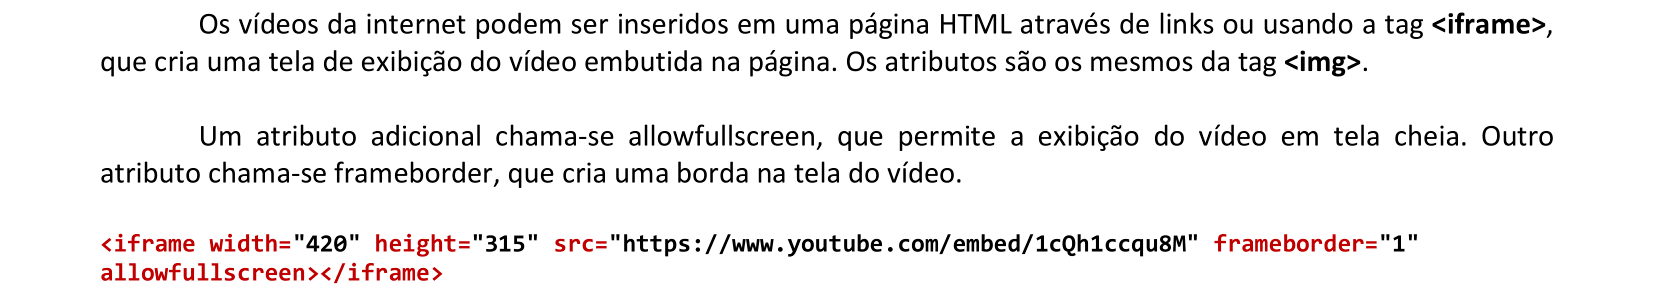 Os vídeos da internet podem ser inseridos em uma página HTML através de links ou usando a tag <iframe>,
que cria uma tela de exibição do vídeo embutida na página. Os atributos são os mesmos da tag <img>.
Um atributo adicional chama-se allowfullscreen, que permite a exibição do vídeo em tela cheia. Outro
atributo chama-se frameborder, que cria uma borda na tela do vídeo.
<iframe width="420" height="315" src="https://www.youtube.com/embed/1cQh1ccqu8M" frameborder="1"
allowfullscreen></iframe>